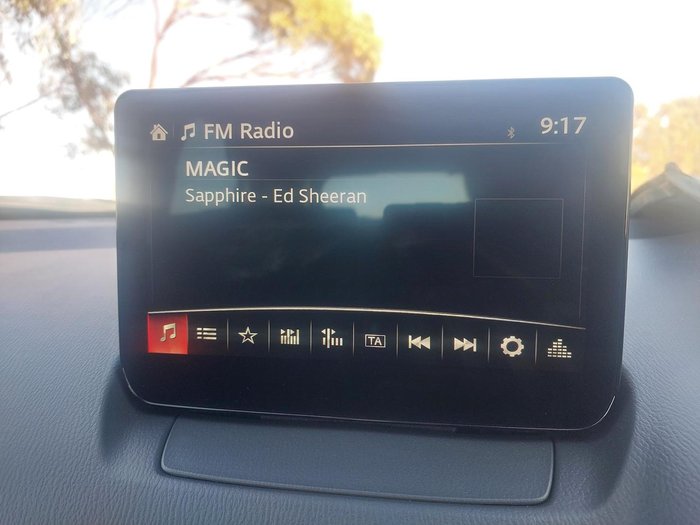 FM Radio 9:17
MAGIC
Sapphire - Ed Sheeran
TA